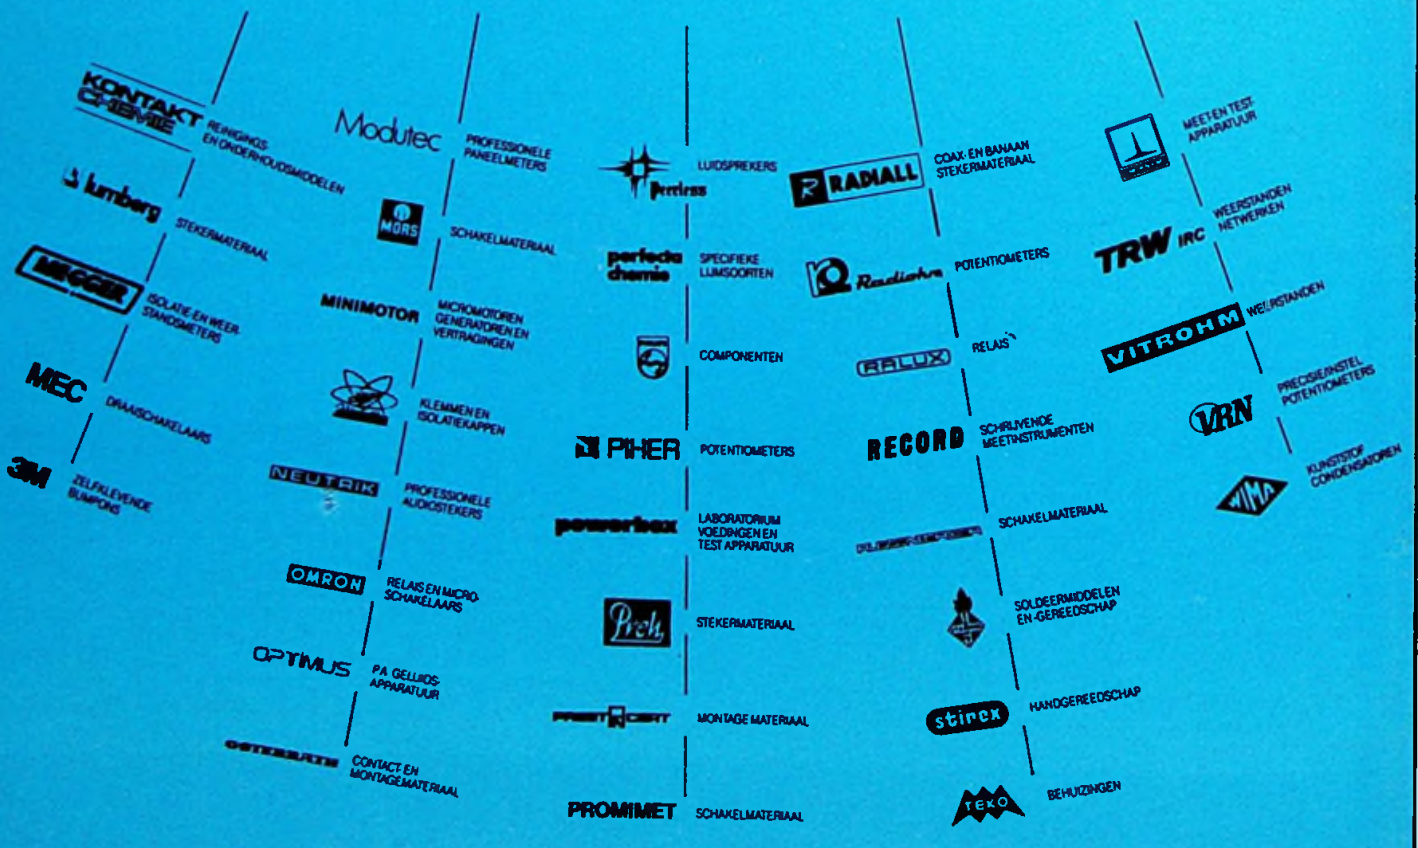 KONTAKT
CHEMIE
REINIGINGS-
EN ONDERHOUDSMIDDELEN
lumberg
STEKERMATERIAAL
MEGGER
ISOLATIE- EN WEER-
STANDSMETERS
MEC
DRAAISCHAKELAARS
3M
ZELFKLEVENDE
BUMPONS
Modutec
PROFESSIONELE
PANEELMETERS
MORS
SCHAKELMATERIAAL
MINIMOTOR
MICROMOTOREN
GENERATOREN EN
VERTRAGINGEN
KLEMMEN EN
ISOLATIEKAPPEN
NEUTRIK
PROFESSIONELE
AUDIOSTEKERS
OMRON
RELAIS EN MICRO-
SCHAKELAARS
OPTIMUS
P.A. GELUIDS-
APPARATUUR
OSTERRATH
CONTACT- EN
MONTAGEMATERIAAL
Peerless
LUIDSPREKERS
perfecta
chemie
SPECIFIEKE
LIJMSOORTEN
COMPONENTEN
PIHER
POTENTIOMETERS
powerbox
LABORATORIUM
VOEDINGEN EN
TEST APPARATUUR
Preh
STEKERMATERIAAL
PRESTINCERT
MONTAGE MATERIAAL
PROMIMET
SCHAKELMATERIAAL
R RADIALL
COAX- EN BANAAN
STEKERMATERIAAL
Radiohm
POTENTIOMETERS
RALUX
RELAIS
RECORD
SCHRIJVENDE
MEETINSTRUMENTEN
SCHAKELMATERIAAL
SOLDEERMIDDELEN
EN -GEREEDSCHAP
stirex
HANDGEREEDSCHAP
TEKO
BEHUIZINGEN
MEET- EN TEST-
APPARATUUR
TRW IRC
WEERSTANDEN
NETWERKEN
VITROHM
WEERSTANDEN
VRN
PRECISIE/INSTEL
POTENTIOMETERS
WIMA
KUNSTSTOF
CONDENSATOREN